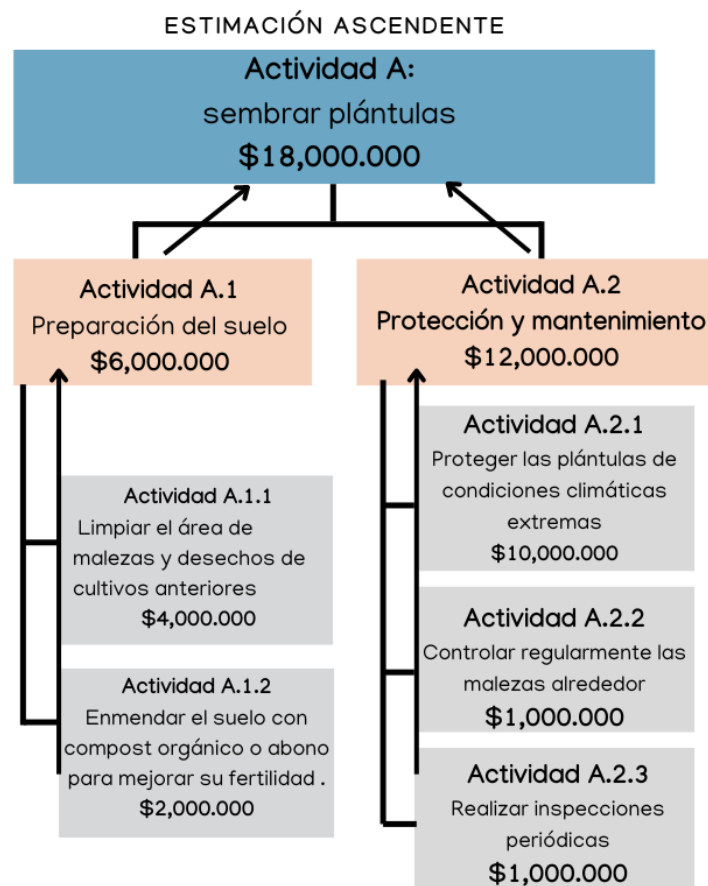 ESTIMACIÓN ASCENDENTE
Actividad A:
sembrar plántulas
$18,000.000
Actividad A.1
Preparación del suelo
$6,000.000
Actividad A.1.1
Limpiar el área de
malezas y desechos de
cultivos anteriores
$4,000.000
Actividad A.1.2
Enmendar el suelo con
compost orgánico o abono
para mejorar su fertilidad .
$2,000.000
Actividad A.2
Protección y mantenimiento
$12,000.000
Actividad A.2.1
Proteger las plántulas de
condiciones climáticas
extremas
$10,000.000
Actividad A.2.2
Controlar regularmente las
malezas alrededor
$1,000.000
Actividad A.2.3
Realizar inspecciones
periódicas
$1,000.000